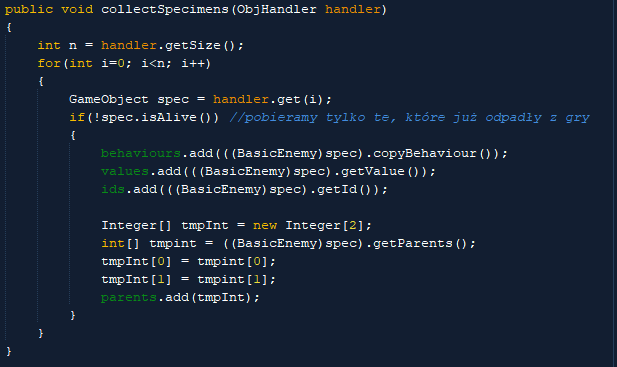 public void collectSpecimens(ObjHandler handler)
{
    int n = handler.getSize();
    for(int i=0; i<n; i++)
    {
        GameObject spec = handler.get(i);
        if(!spec.isAlive()) //pobieramy tylko te, które już odpadły z gry
        {
            behaviours.add(((BasicEnemy)spec).copyBehaviour());
            values.add(((BasicEnemy)spec).getValue());
            ids.add(((BasicEnemy)spec).getId());

            Integer[] tmpInt = new Integer[2];
            int[] tmpint = ((BasicEnemy)spec).getParents();
            tmpInt[0] = tmpint[0];
            tmpInt[1] = tmpint[1];
            parents.add(tmpInt);
        }
    }
}